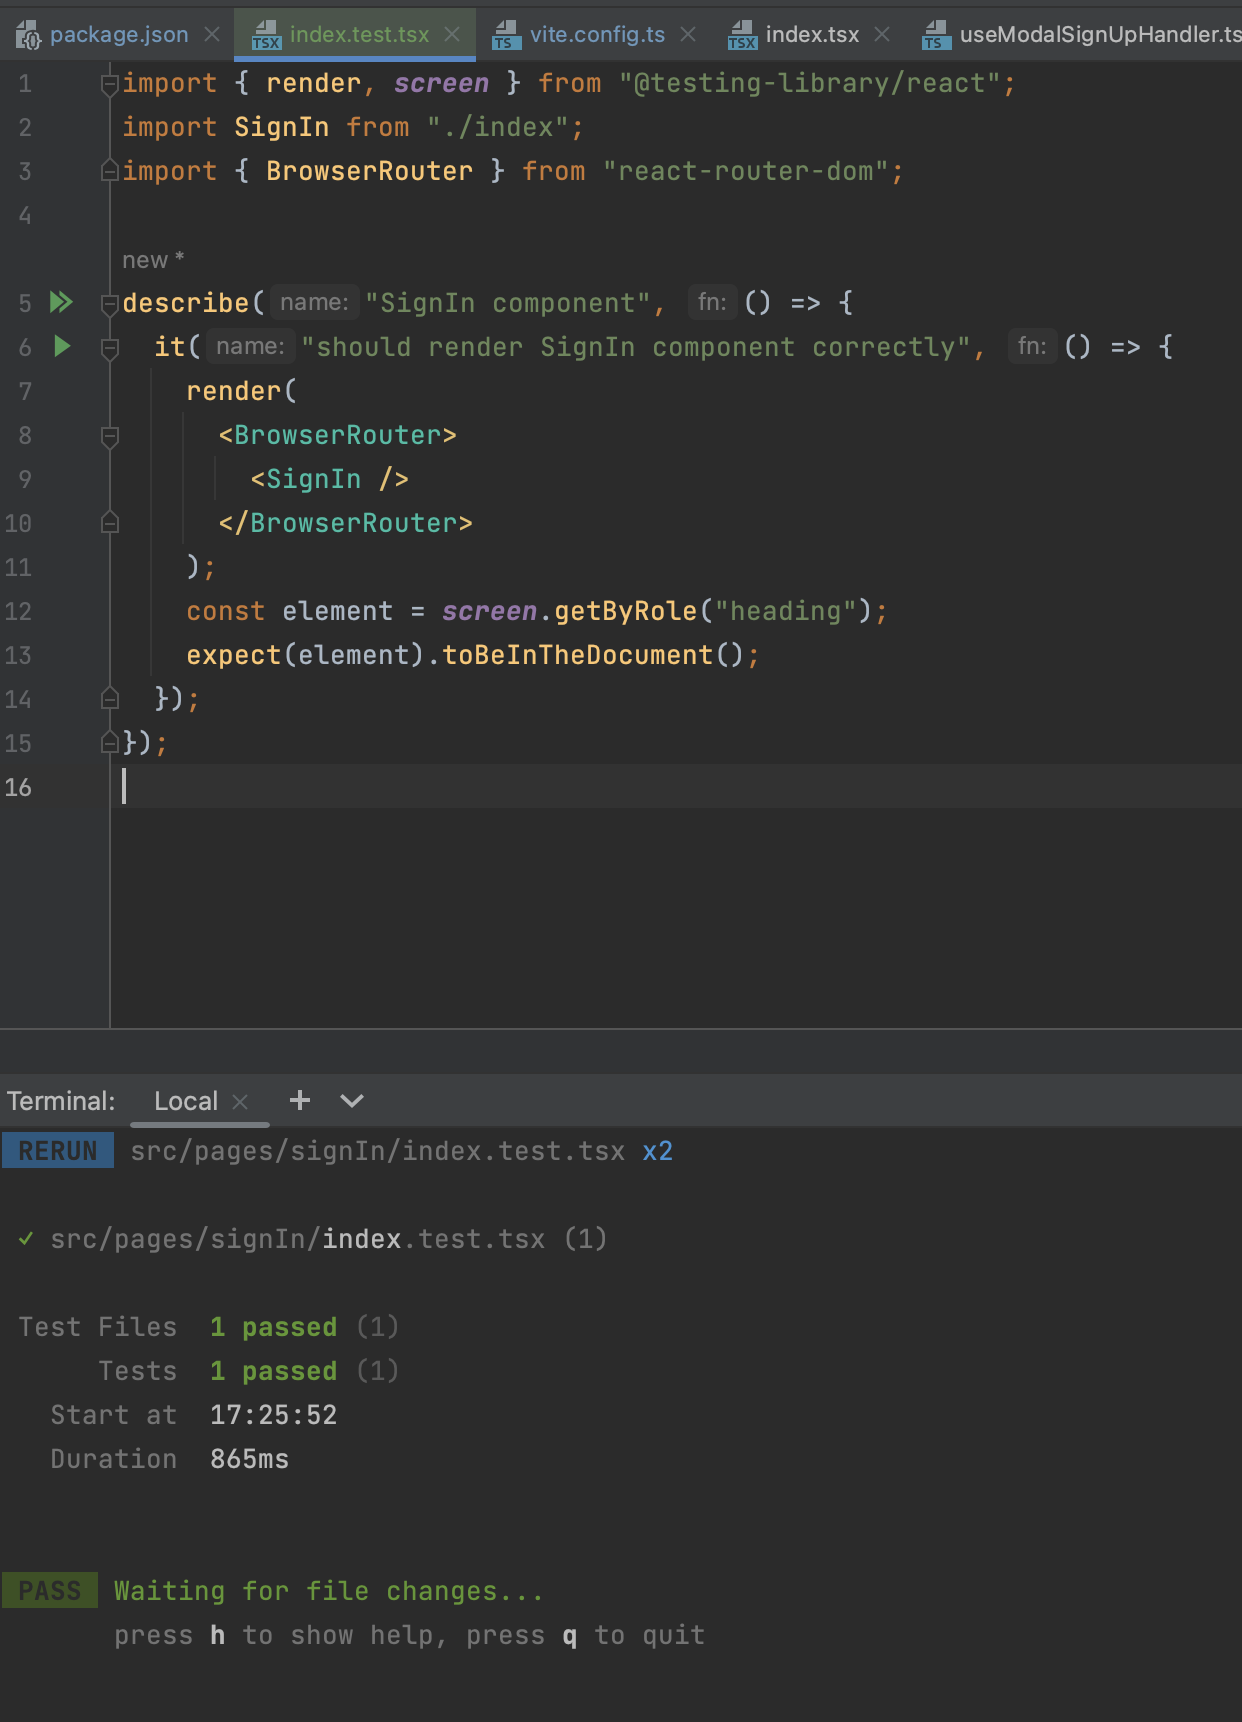 package.json index.test.tsx vite.config.ts index.tsx useModalSignUpHandler.ts
1 import { render, screen } from "@testing-library/react";
2 import SignIn from "./index";
3 import { BrowserRouter } from "react-router-dom";
4
new *
5 describe( name: "SignIn component", fn: () => {
6 it( name: "should render SignIn component correctly", fn: () => {
7 render(
8 <BrowserRouter>
9 <SignIn />
10 </BrowserRouter>
11 );
12 const element = screen.getByRole("heading");
13 expect(element).toBeInTheDocument();
14 });
15 });
16
Terminal: Local
RERUN src/pages/signIn/index.test.tsx x2
✓ src/pages/signIn/index.test.tsx (1)
Test Files 1 passed (1)
Tests 1 passed (1)
Start at 17:25:52
Duration 865ms
PASS Waiting for file changes...
press h to show help, press q to quit